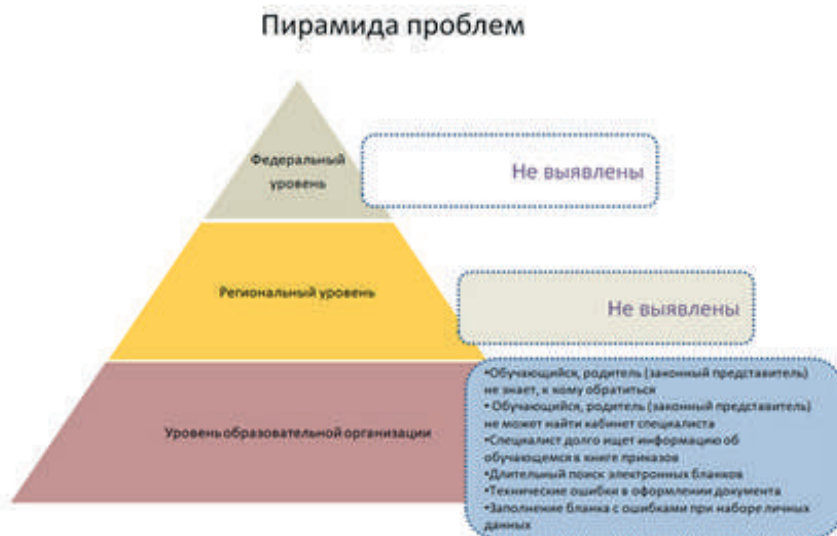 Пирамида проблем
Федеральный
уровень
Не выявлены
Региональный уровень
Не выявлены
Уровень образовательной организации
•Обучающийся, родитель (законный представитель)
не знает, к кому обратиться
• Обучающийся, родитель (законный представитель)
не может найти кабинет специалиста
•Специалист долго ищет информацию об
обучающемся в книге приказов
•Длительный поиск электронных бланков
•Технические ошибки в оформлении документа
•Заполнение бланка с ошибками при наборе личных
данных